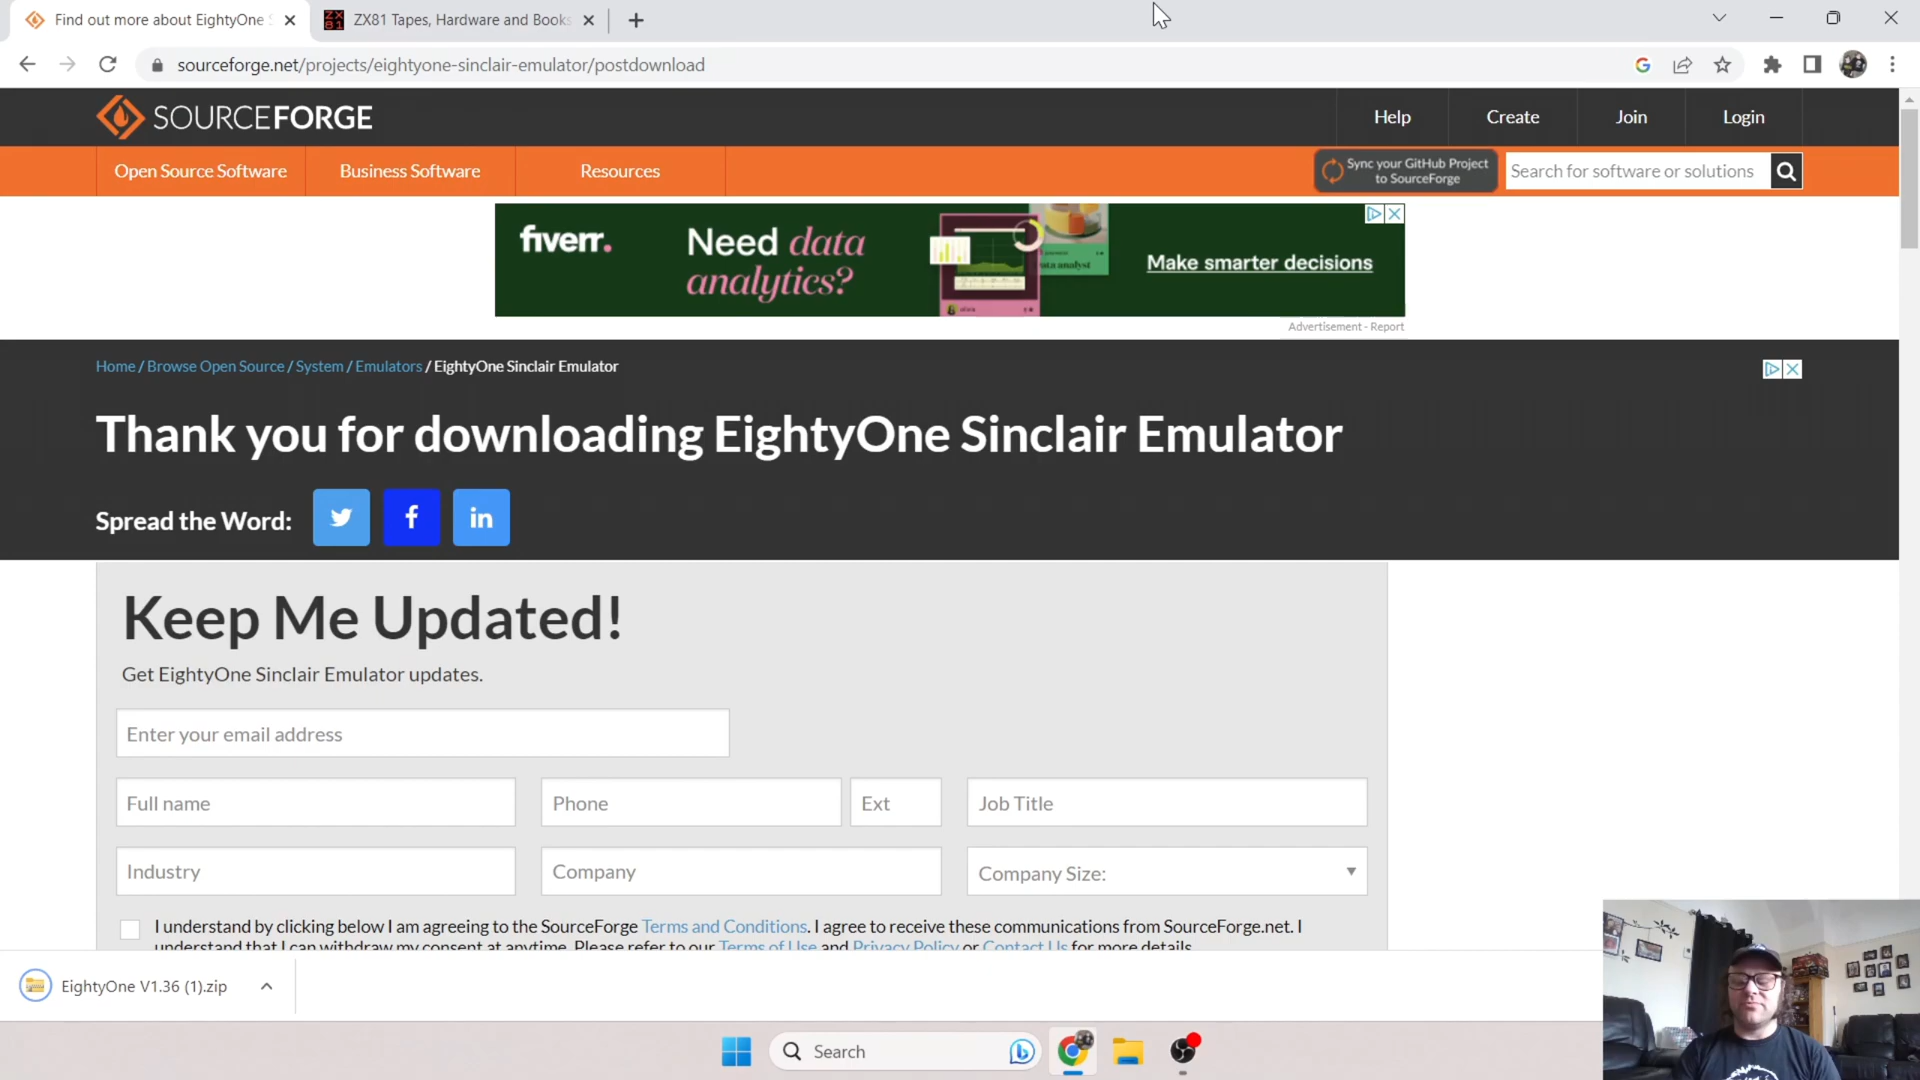 Find out more about EightyOne S
ZX81 Tapes, Hardware and Books
sourceforge.net/projects/eightyone-sinclair-emulator/postdownload
SOURCEFORGE
Help
Create
Join
Login
Open Source Software
Business Software
Resources
Sync your GitHub Project
to SourceForge
Search for software or solutions
fiverr.
Need data
analytics?
Make smarter decisions
Advertisement - Report
Home / Browse Open Source / System / Emulators / EightyOne Sinclair Emulator
Thank you for downloading EightyOne Sinclair Emulator
Spread the Word:
Keep Me Updated!
Get EightyOne Sinclair Emulator updates.
Enter your email address
Full name
Phone
Ext
Job Title
Industry
Company
Company Size:
I understand by clicking below I am agreeing to the SourceForge Terms and Conditions. I agree to receive these communications from SourceForge.net. I
understand that I can withdraw my consent at anytime. Please refer to our Terms of Use and Privacy Policy or Contact Us for more details.
EightyOne V1.36 (1).zip
Search